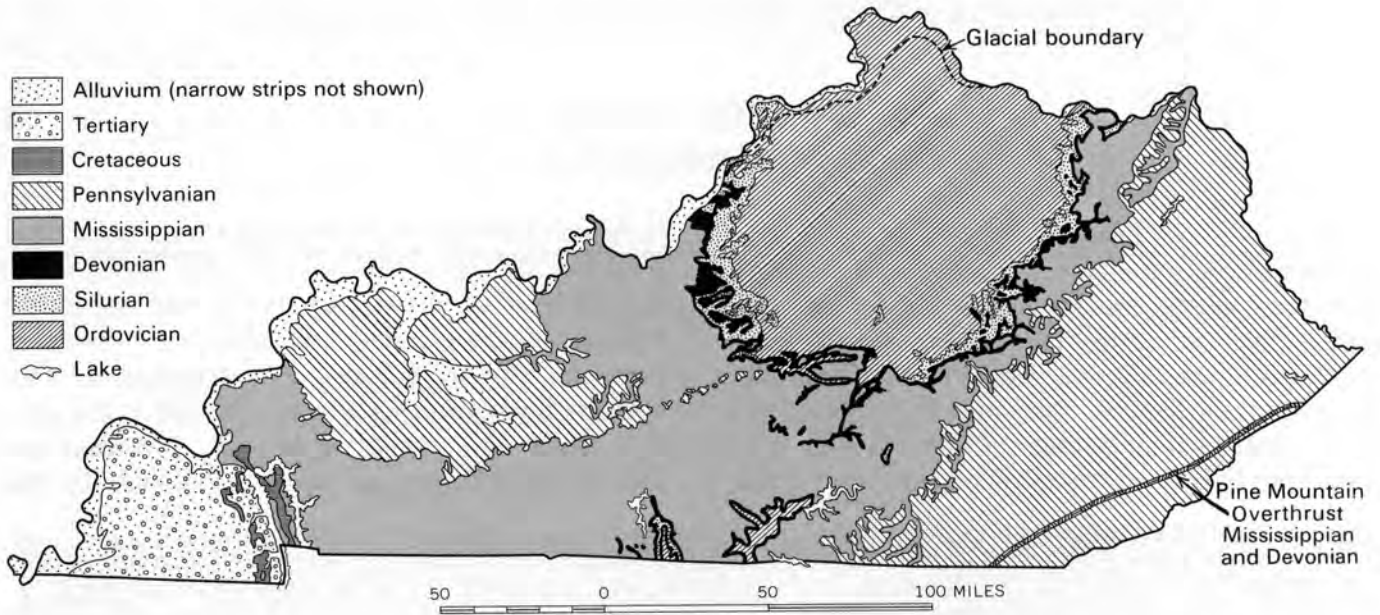 Glacial boundary
Alluvium (narrow strips not shown)
Tertiary
Cretaceous
Pennsylvanian
Mississippian
Devonian
Silurian
Ordovician
Lake
Pine Mountain
Overthrust
Mississippian
and Devonian
50 0 50 100 MILES